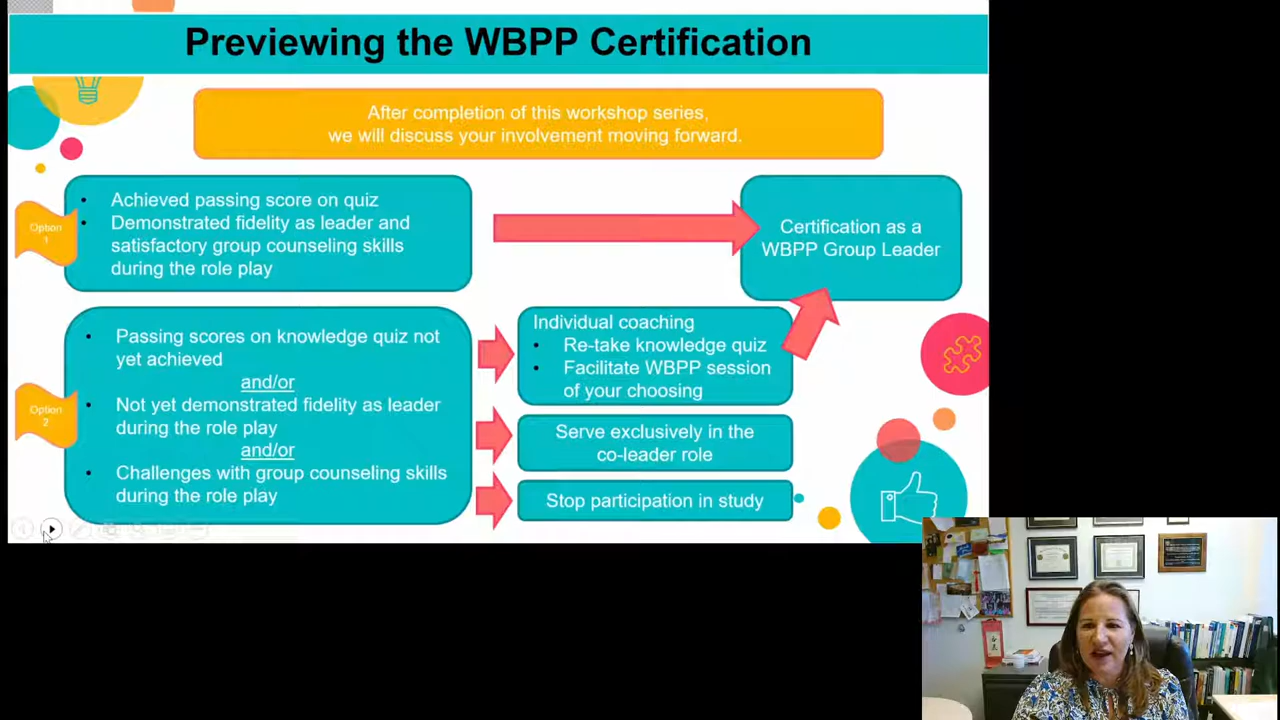 Previewing the WBPP Certification
After completion of this workshop series,
we will discuss your involvement moving forward.
Option
1
• Achieved passing score on quiz
• Demonstrated fidelity as leader and
satisfactory group counseling skills
during the role play
Certification as a
WBPP Group Leader
Option
2
• Passing scores on knowledge quiz not
yet achieved
and/or
• Not yet demonstrated fidelity as leader
during the role play
and/or
• Challenges with group counseling skills
during the role play
Individual coaching
• Re-take knowledge quiz
• Facilitate WBPP session
of your choosing
Serve exclusively in the
co-leader role
Stop participation in study